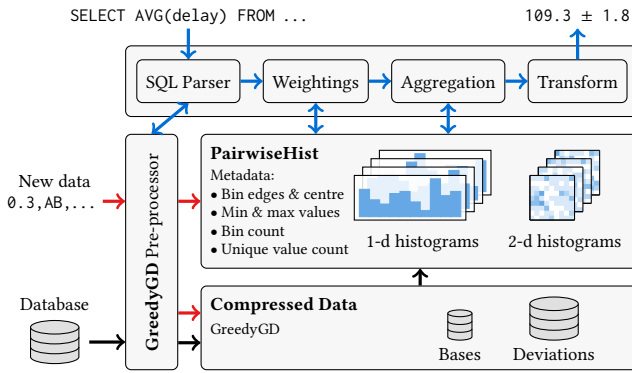 SELECT AVG(delay) FROM ...
109.3 ± 1.8
SQL Parser
Weightings
Aggregation
Transform
New data
0.3,AB,...
GreedyGD Pre-processor
PairwiseHist
Metadata:
• Bin edges & centre
• Min & max values
• Bin count
• Unique value count
1-d histograms
2-d histograms
Database
Compressed Data
GreedyGD
Bases
Deviations